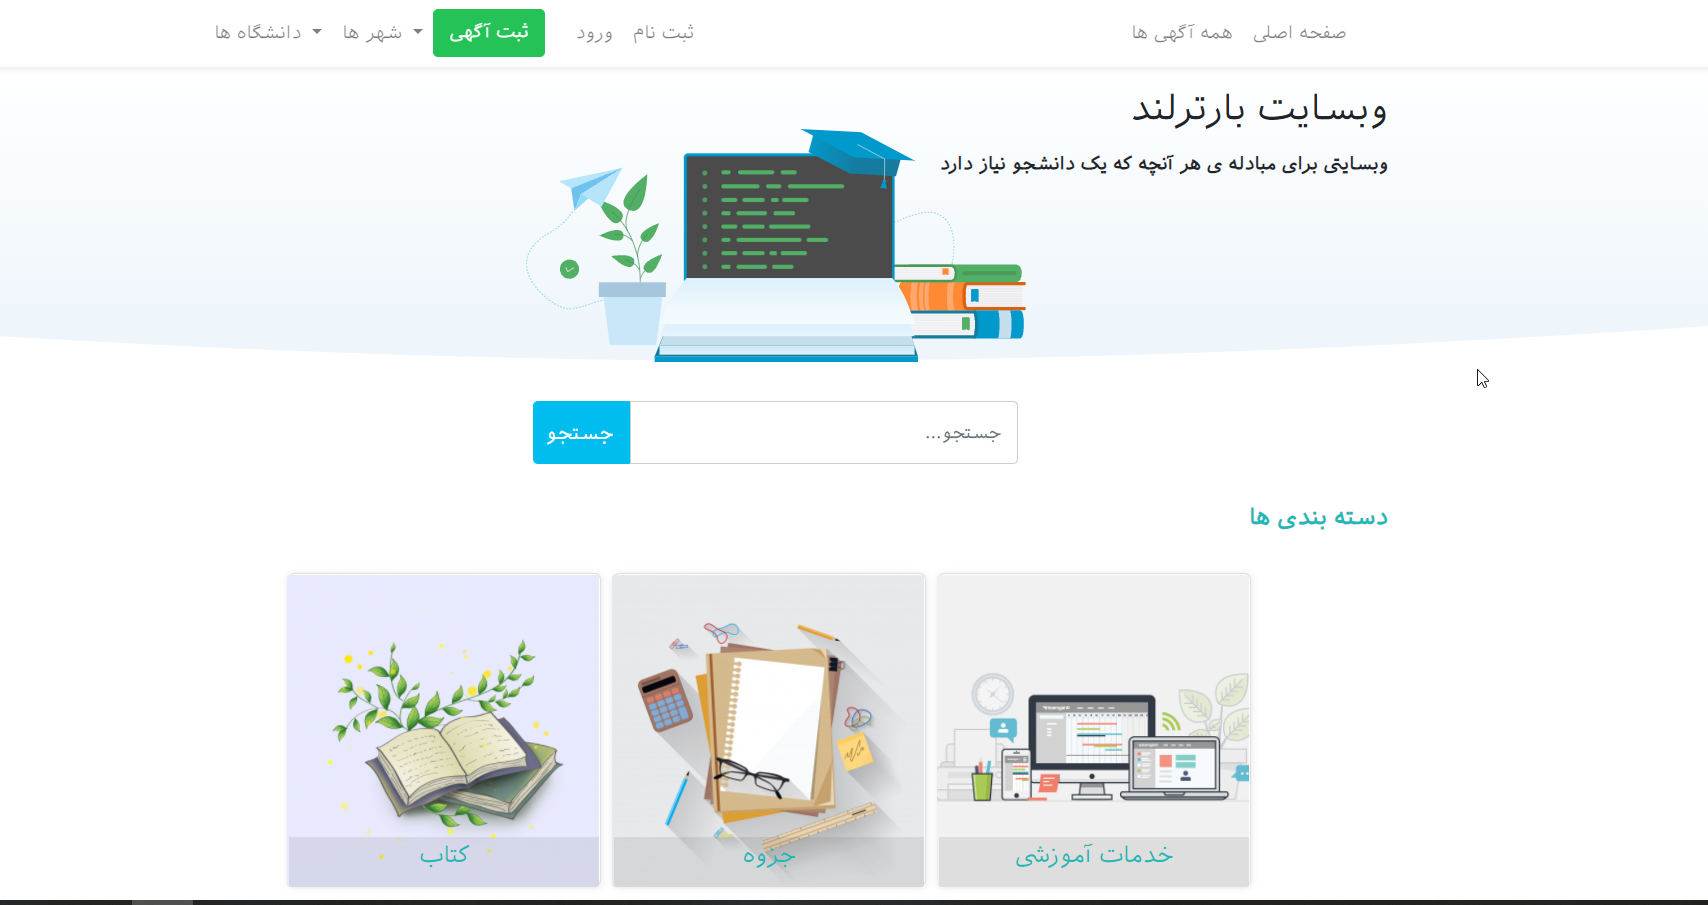 صفحه اصلی همه آگهی ها ثبت نام ورود ثبت آگهی شهر ها دانشگاه ها
وبسایت بارترلند
وبسایتی برای مبادله ی هر آنچه که یک دانشجو نیاز دارد
جستجو... جستجو
دسته بندی ها
خدمات آموزشی جزوه کتاب